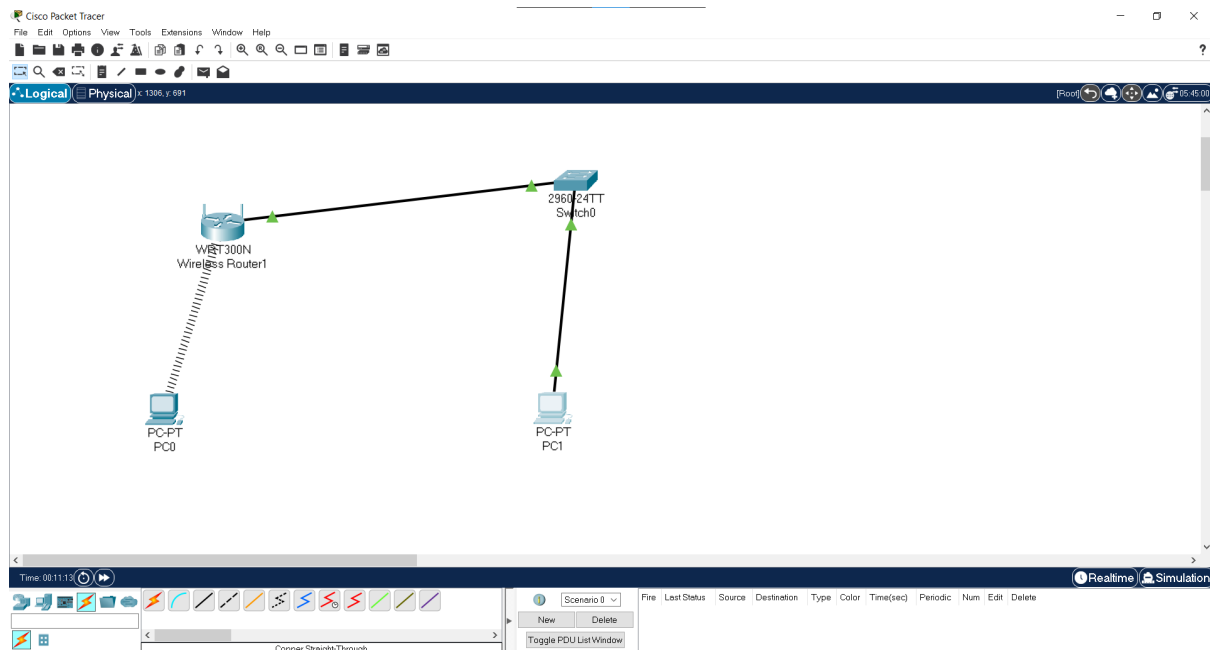 Cisco Packet Tracer
File Edit Options View Tools Extensions Window Help
?
Logical Physical x: 1306, y: 691 [Root] 05:45:00
2960-24TT
Switch0
WRT300N
Wireless Router1
PC-PT
PC0
PC-PT
PC1
Time: 00:11:13 Realtime Simulation
Scenario 0 Fire Last Status Source Destination Type Color Time(sec) Periodic Num Edit Delete
New Delete
Toggle PDU List Window
Copper Straight-Through